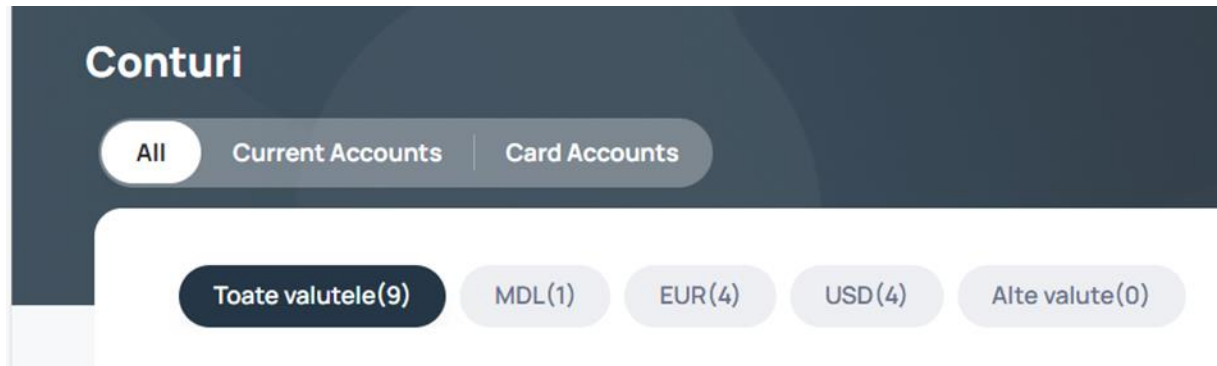 Conturi
All Current Accounts Card Accounts
Toate valutele(9) MDL(1) EUR(4) USD(4) Alte valute(0)